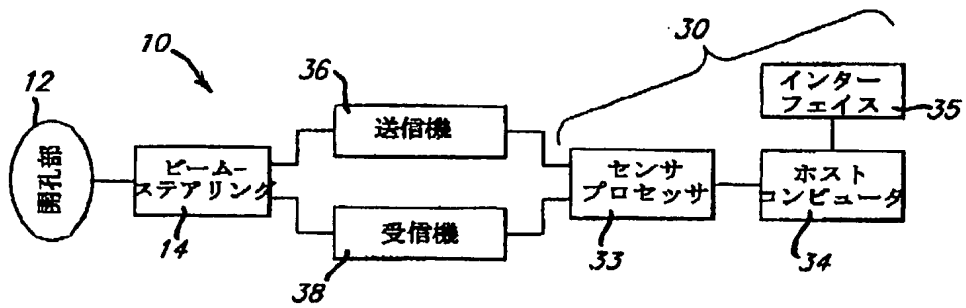 30
10
12
36
インター
フェイス
35
送信機
開孔部
ビーム-
ステアリング
センサ
プロセッサ
ホスト
コンピュータ
受信機
14
33
34
38